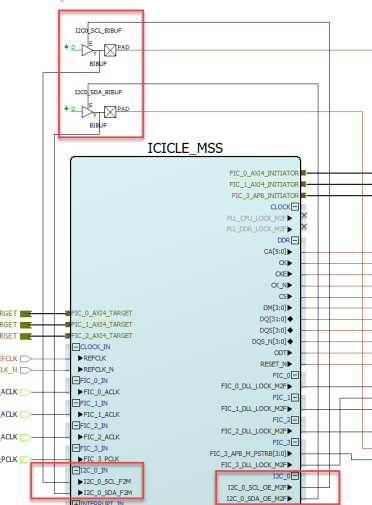 I2C0_SCL_BIBUF
D
E
Y
PAD
BIBUF
I2C0_SDA_BIBUF
D
E
Y
PAD
BIBUF
ICICLE_MSS
FIC_0_AXI4_INITIATOR
FIC_1_AXI4_INITIATOR
FIC_3_APB_INITIATOR
CLOCK
PLL_CPU_LOCK_M2F
PLL_DDR_LOCK_M2F
DDR
CA[5:0]
CK
CKE
CK_N
CS
DM[3:0]
DQ[31:0]
DQS[3:0]
DQS_N[3:0]
ODT
RESET_N
FIC_0
FIC_0_DLL_LOCK_M2F
FIC_1
FIC_1_DLL_LOCK_M2F
FIC_2
FIC_2_DLL_LOCK_M2F
FIC_3
FIC_3_APB_M_PSTRB[3:0]
FIC_3_DLL_LOCK_M2F
I2C_0
I2C_0_SCL_OE_M2F
I2C_0_SDA_OE_M2F
RGET FIC_0_AXI4_TARGET
RGET FIC_1_AXI4_TARGET
RGET FIC_2_AXI4_TARGET
CLOCK_IN
EFCLK REFCLK
LK_N REFCLK_N
FIC_0_IN
ACLK FIC_0_ACLK
FIC_1_IN
ACLK FIC_1_ACLK
FIC_2_IN
ACLK FIC_2_ACLK
FIC_3_IN
PCLK FIC_3_PCLK
I2C_0_IN
I2C_0_SCL_F2M
I2C_0_SDA_F2M
INTERRUPT_IN